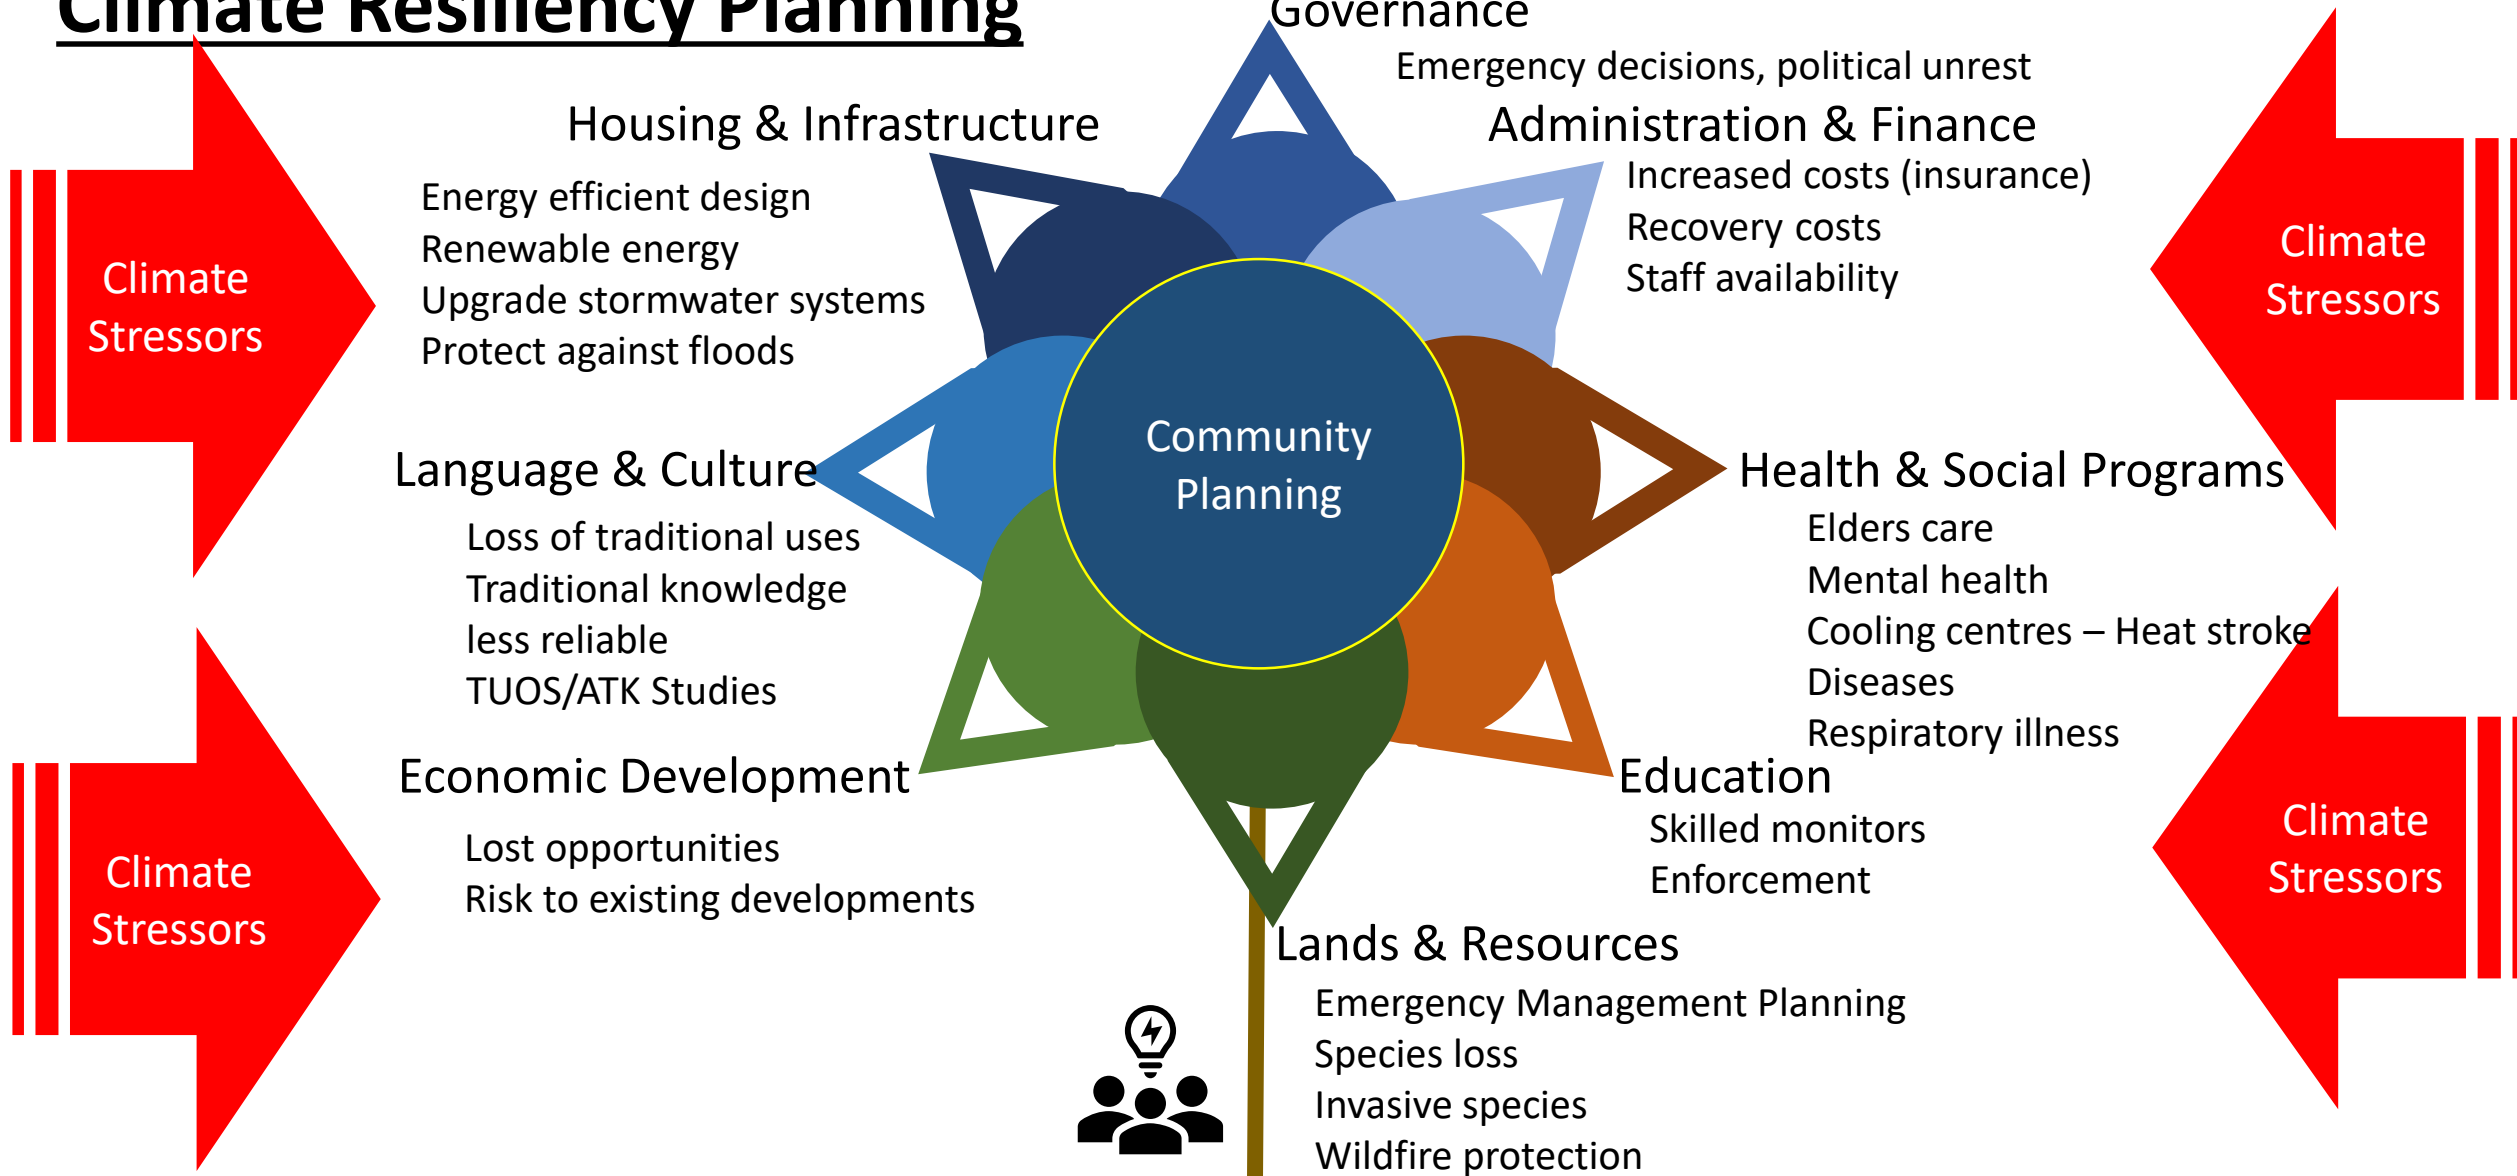 Climate Resiliency Planning
Governance
Emergency decisions, political unrest
Housing & Infrastructure
Energy efficient design
Renewable energy
Upgrade stormwater systems
Protect against floods
Administration & Finance
Increased costs (insurance)
Recovery costs
Staff availability
Climate
Stressors
Climate
Stressors
Community
Planning
Language & Culture
Loss of traditional uses
Traditional knowledge
less reliable
TUOS/ATK Studies
Health & Social Programs
Elders care
Mental health
Cooling centres – Heat stroke
Diseases
Respiratory illness
Economic Development
Lost opportunities
Risk to existing developments
Education
Skilled monitors
Enforcement
Climate
Stressors
Climate
Stressors
Lands & Resources
Emergency Management Planning
Species loss
Invasive species
Wildfire protection